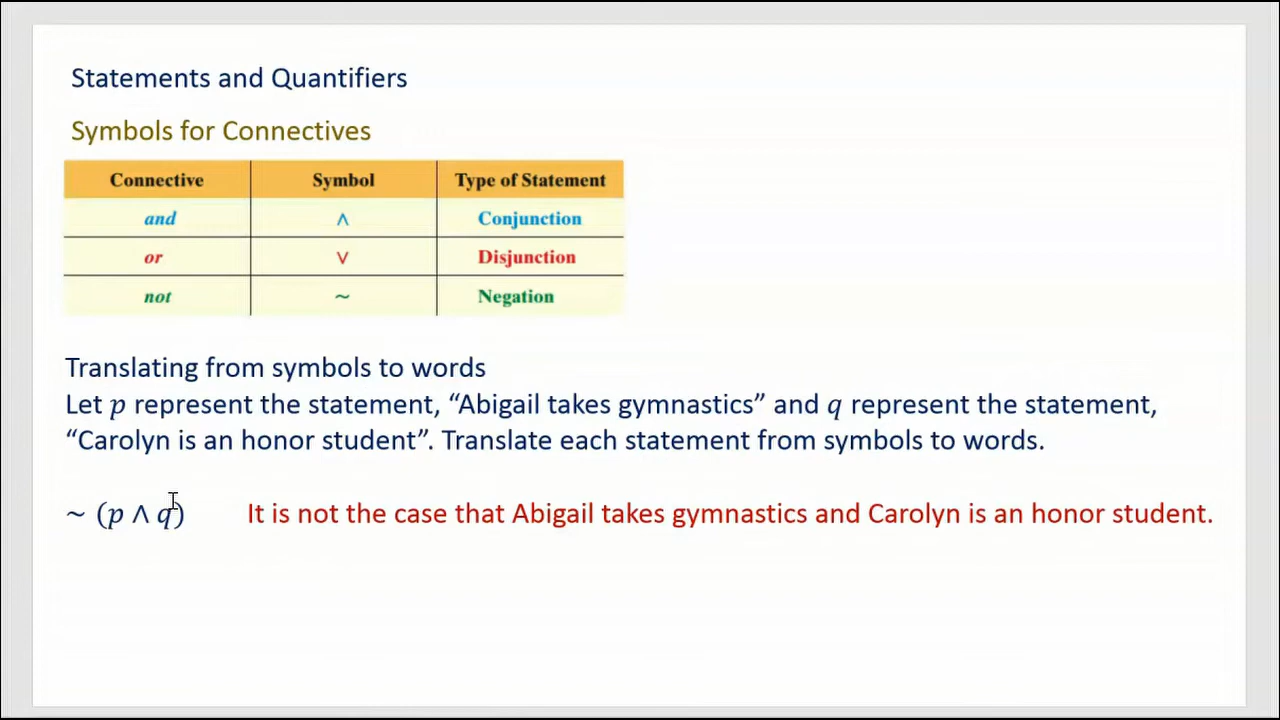 Statements and Quantifiers
Symbols for Connectives
Connective Symbol Type of Statement
and ∧ Conjunction
or ∨ Disjunction
not ~ Negation
Translating from symbols to words
Let p represent the statement, “Abigail takes gymnastics” and q represent the statement,
“Carolyn is an honor student”. Translate each statement from symbols to words.
~ (p ∧ q) It is not the case that Abigail takes gymnastics and Carolyn is an honor student.